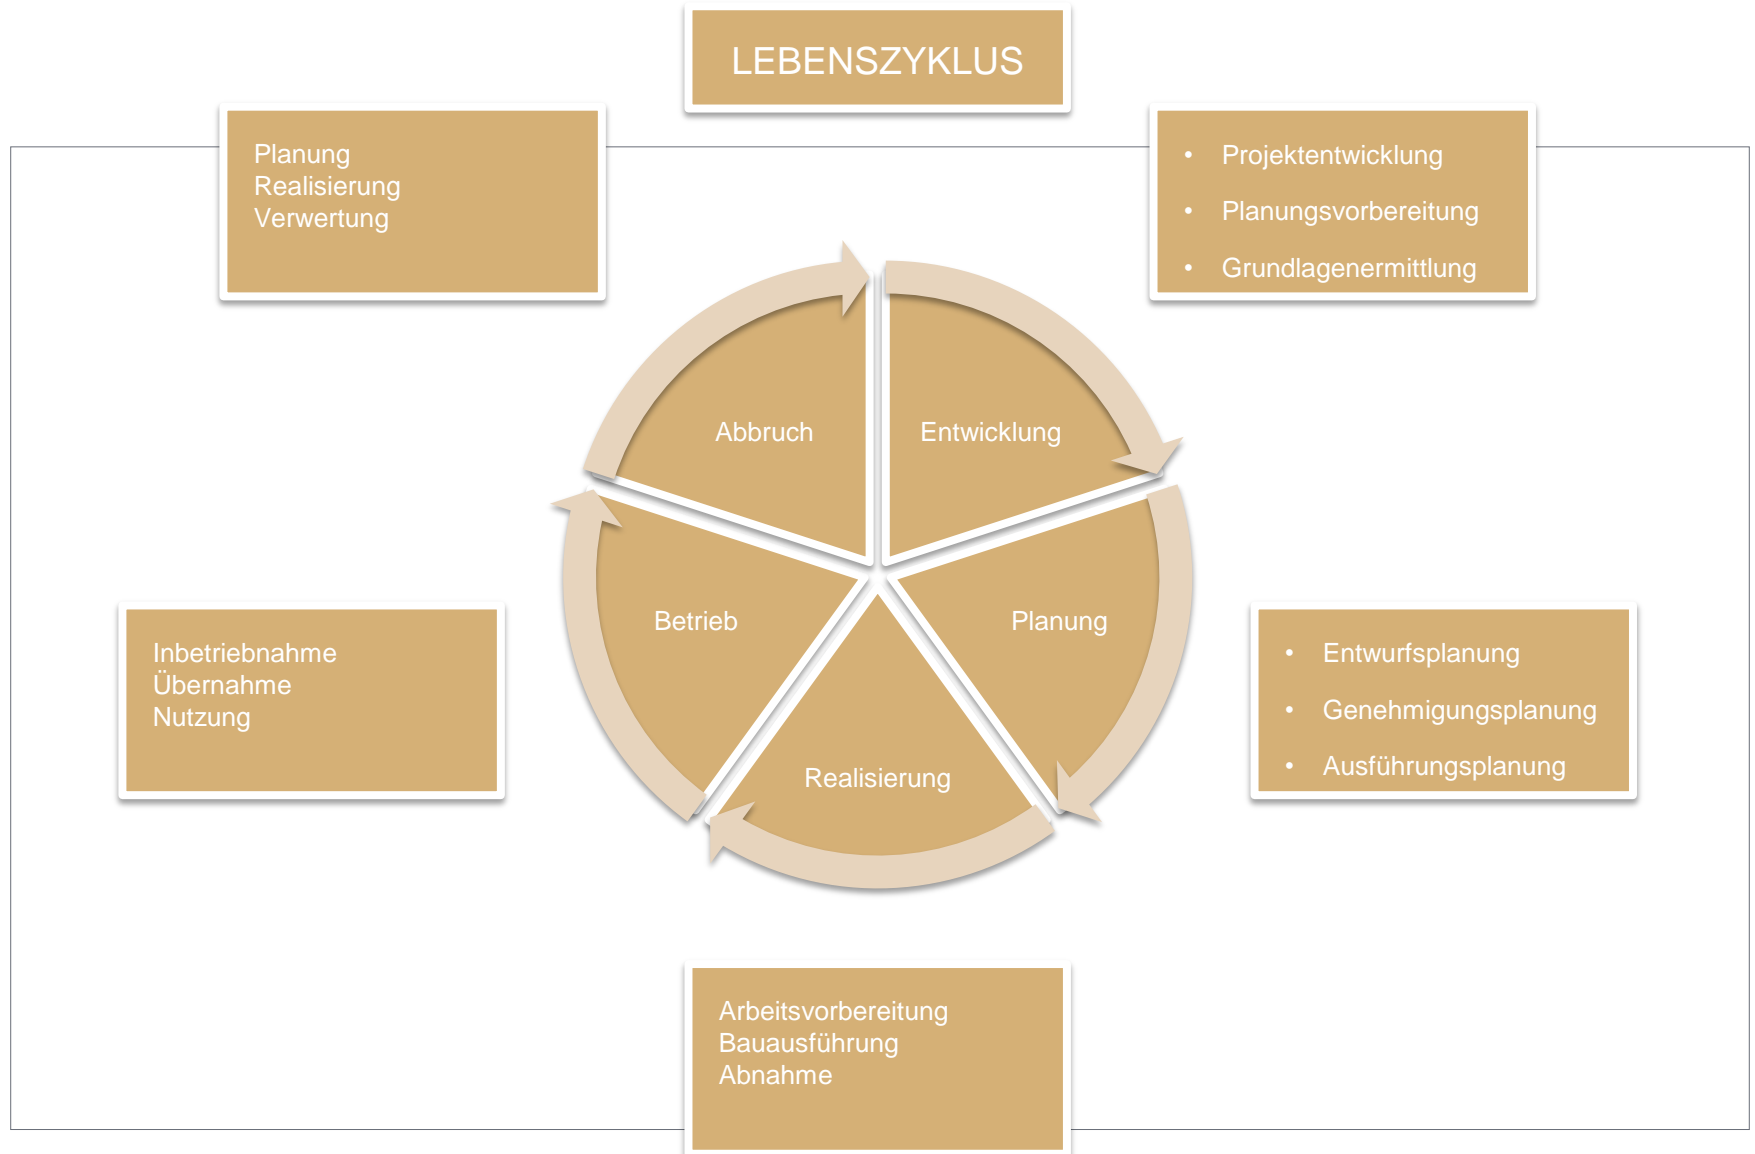 LEBENSZYKLUS
Planung
Realisierung
Verwertung
• Projektentwicklung
• Planungsvorbereitung
• Grundlagenermittlung
Abbruch
Entwicklung
Betrieb
Planung
Realisierung
Inbetriebnahme
Übernahme
Nutzung
• Entwurfsplanung
• Genehmigungsplanung
• Ausführungsplanung
Arbeitsvorbereitung
Bauausführung
Abnahme